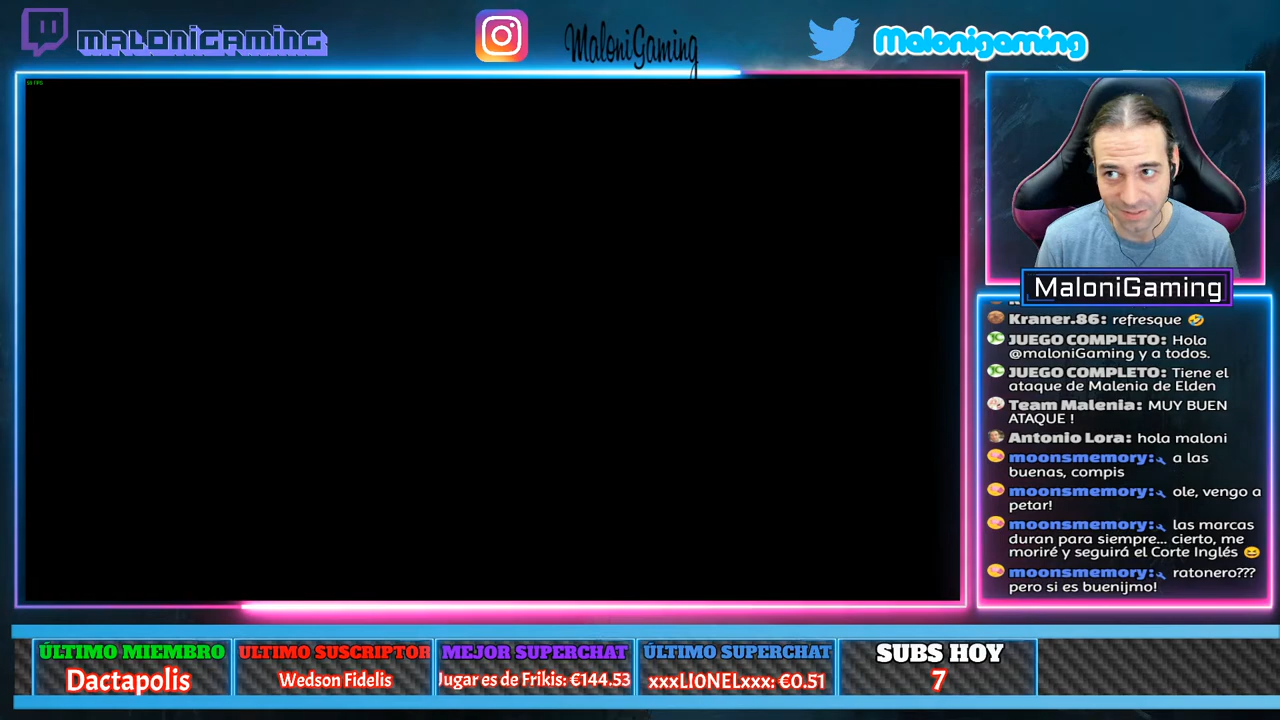 MALONIGAMING
MaloniGaming
Malonigaming
MaloniGaming
Kraner.86: refresque 🤣
JUEGO COMPLETO: Hola
@maloniGaming y a todos.
JUEGO COMPLETO: Tiene el
ataque de Malenia de Elden
Team Malenia: MUY BUEN
ATAQUE !
Antonio Lora: hola maloni
moonsmemory: a las
buenas, compis
moonsmemory: ole, vengo a
petar!
moonsmemory: las marcas
duran para siempre... cierto, me
moriré y seguirá el Corte Inglés 😆
moonsmemory: ratonero???
pero si es buenijmo!
ÚLTIMO MIEMBRO
Dactapolis
ULTIMO SUSCRIPTOR
Wedson Fidelis
MEJOR SUPERCHAT
Jugar es de Frikis: €144.53
ÚLTIMO SUPERCHAT
xxxLI0NELxxx: €0.51
SUBS HOY
7